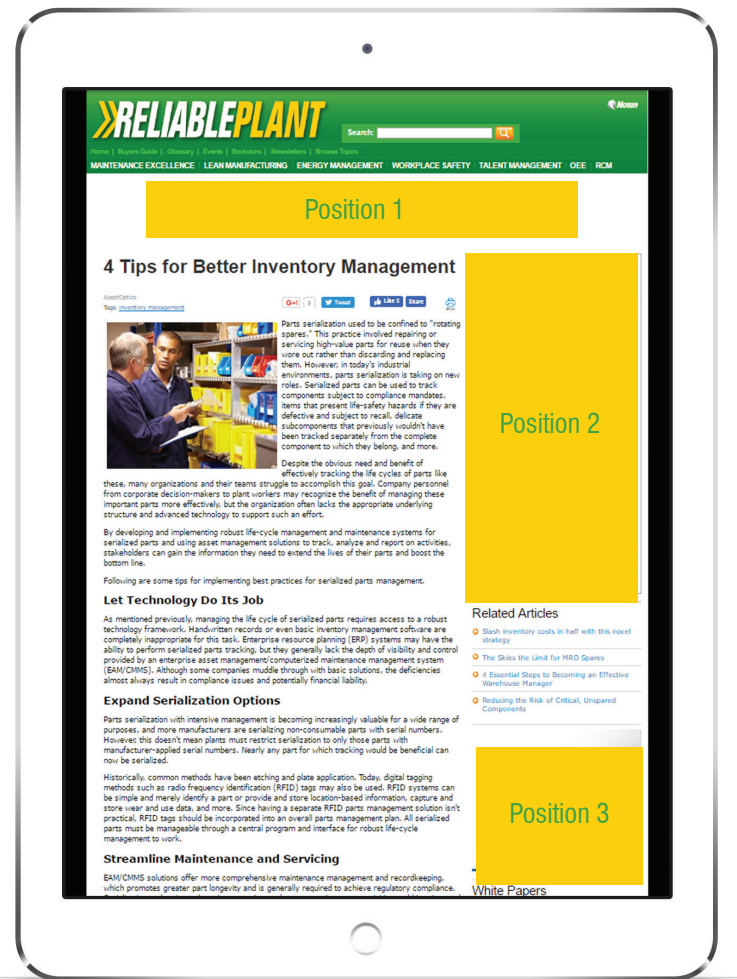 RELIABLEPLANT
Noria
Search:
Home | Buyers Guide | Glossary | Events | Bookstore | Newsletters | Browse Topics
MAINTENANCE EXCELLENCE | LEAN MANUFACTURING | ENERGY MANAGEMENT | WORKPLACE SAFETY | TALENT MANAGEMENT | OEE | RCM
Position 1
4 Tips for Better Inventory Management
AssetOptics
Tags: inventory management
G+1 3 Tweet Like 8 Share Print
Parts serialization used to be confined to "rotating
spares." This practice involved repairing or
servicing high-value parts for reuse when they
wore out rather than discarding and replacing
them. However, in today's industrial
environments, parts serialization is taking on new
roles. Serialized parts can be used to track
components subject to compliance mandates,
items that present life-safety hazards if they are
defective and subject to recall, delicate
subcomponents that previously wouldn't have
been tracked separately from the complete
component to which they belong, and more.
Despite the obvious need and benefit of
effectively tracking the life cycles of parts like
these, many organizations and their teams struggle to accomplish this goal. Company personnel
from corporate decision-makers to plant workers may recognize the benefit of managing these
important parts more effectively, but the organization often lacks the appropriate underlying
structure and advanced technology to support such an effort.
By developing and implementing robust life-cycle management and maintenance systems for
serialized parts and using asset management solutions to track, analyze and report on activities,
stakeholders can gain the information they need to extend the lives of their parts and boost the
bottom line.
Following are some tips for implementing best practices for serialized parts management.
Let Technology Do Its Job
As mentioned previously, managing the life cycle of serialized parts requires access to a robust
technology framework. Handwritten records or even basic inventory management software are
completely inappropriate for this task. Enterprise resource planning (ERP) systems may have the
ability to perform serialized parts tracking, but they generally lack the depth of visibility and control
provided by an enterprise asset management/computerized maintenance management system
(EAM/CMMS). Although some companies muddle through with basic solutions, the deficiencies
almost always result in compliance issues and potentially financial liability.
Expand Serialization Options
Parts serialization with intensive management is becoming increasingly valuable for a wide range of
purposes, and more manufacturers are serializing non-consumable parts with serial numbers.
However, this doesn't mean plants must restrict serialization to only those parts with
manufacturer-applied serial numbers. Nearly any part for which tracking would be beneficial can
now be serialized.
Historically, common methods have been etching and plate application. Today, digital tagging
methods such as radio frequency identification (RFID) tags may also be used. RFID systems can
be simple and merely identify a part or provide and store location-based information, capture and
store wear and use data, and more. Since having a separate RFID parts management solution isn't
practical, RFID tags should be incorporated into an overall parts management plan. All serialized
parts must be manageable through a central program and interface for robust life-cycle
management to work.
Streamline Maintenance and Servicing
EAM/CMMS solutions offer more comprehensive maintenance management and recordkeeping,
which promotes greater part longevity and is generally required to achieve regulatory compliance.
Position 2
Related Articles
Slash inventory costs in half with this novel
strategy
The Skies the Limit for MRO Spares
4 Essential Steps to Becoming an Effective
Warehouse Manager
Reducing the Risk of Critical, Unspared
Components
Position 3
White Papers